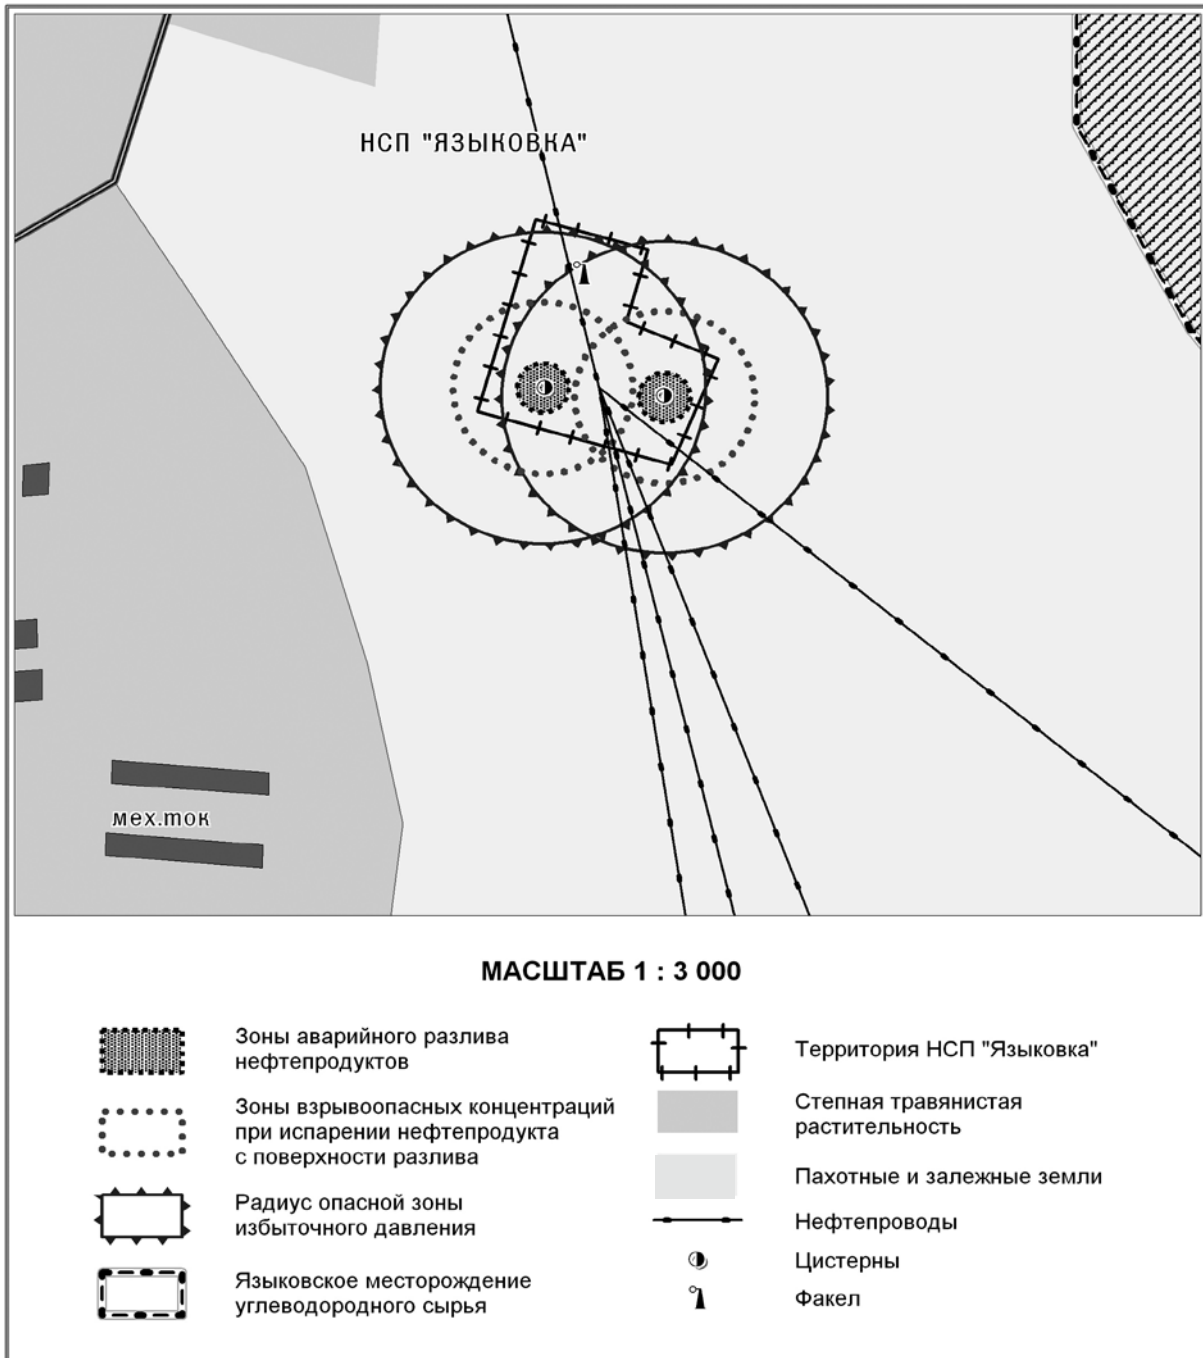 НСП "ЯЗЫКОВКА"
мех.ток
МАСШТАБ 1 : 3 000
Зоны аварийного разлива
нефтепродуктов
Зоны взрывоопасных концентраций
при испарении нефтепродукта
с поверхности разлива
Радиус опасной зоны
избыточного давления
Языковское месторождение
углеводородного сырья
Территория НСП "Языковка"
Степная травянистая
растительность
Пахотные и залежные земли
Нефтепроводы
Цистерны
Факел